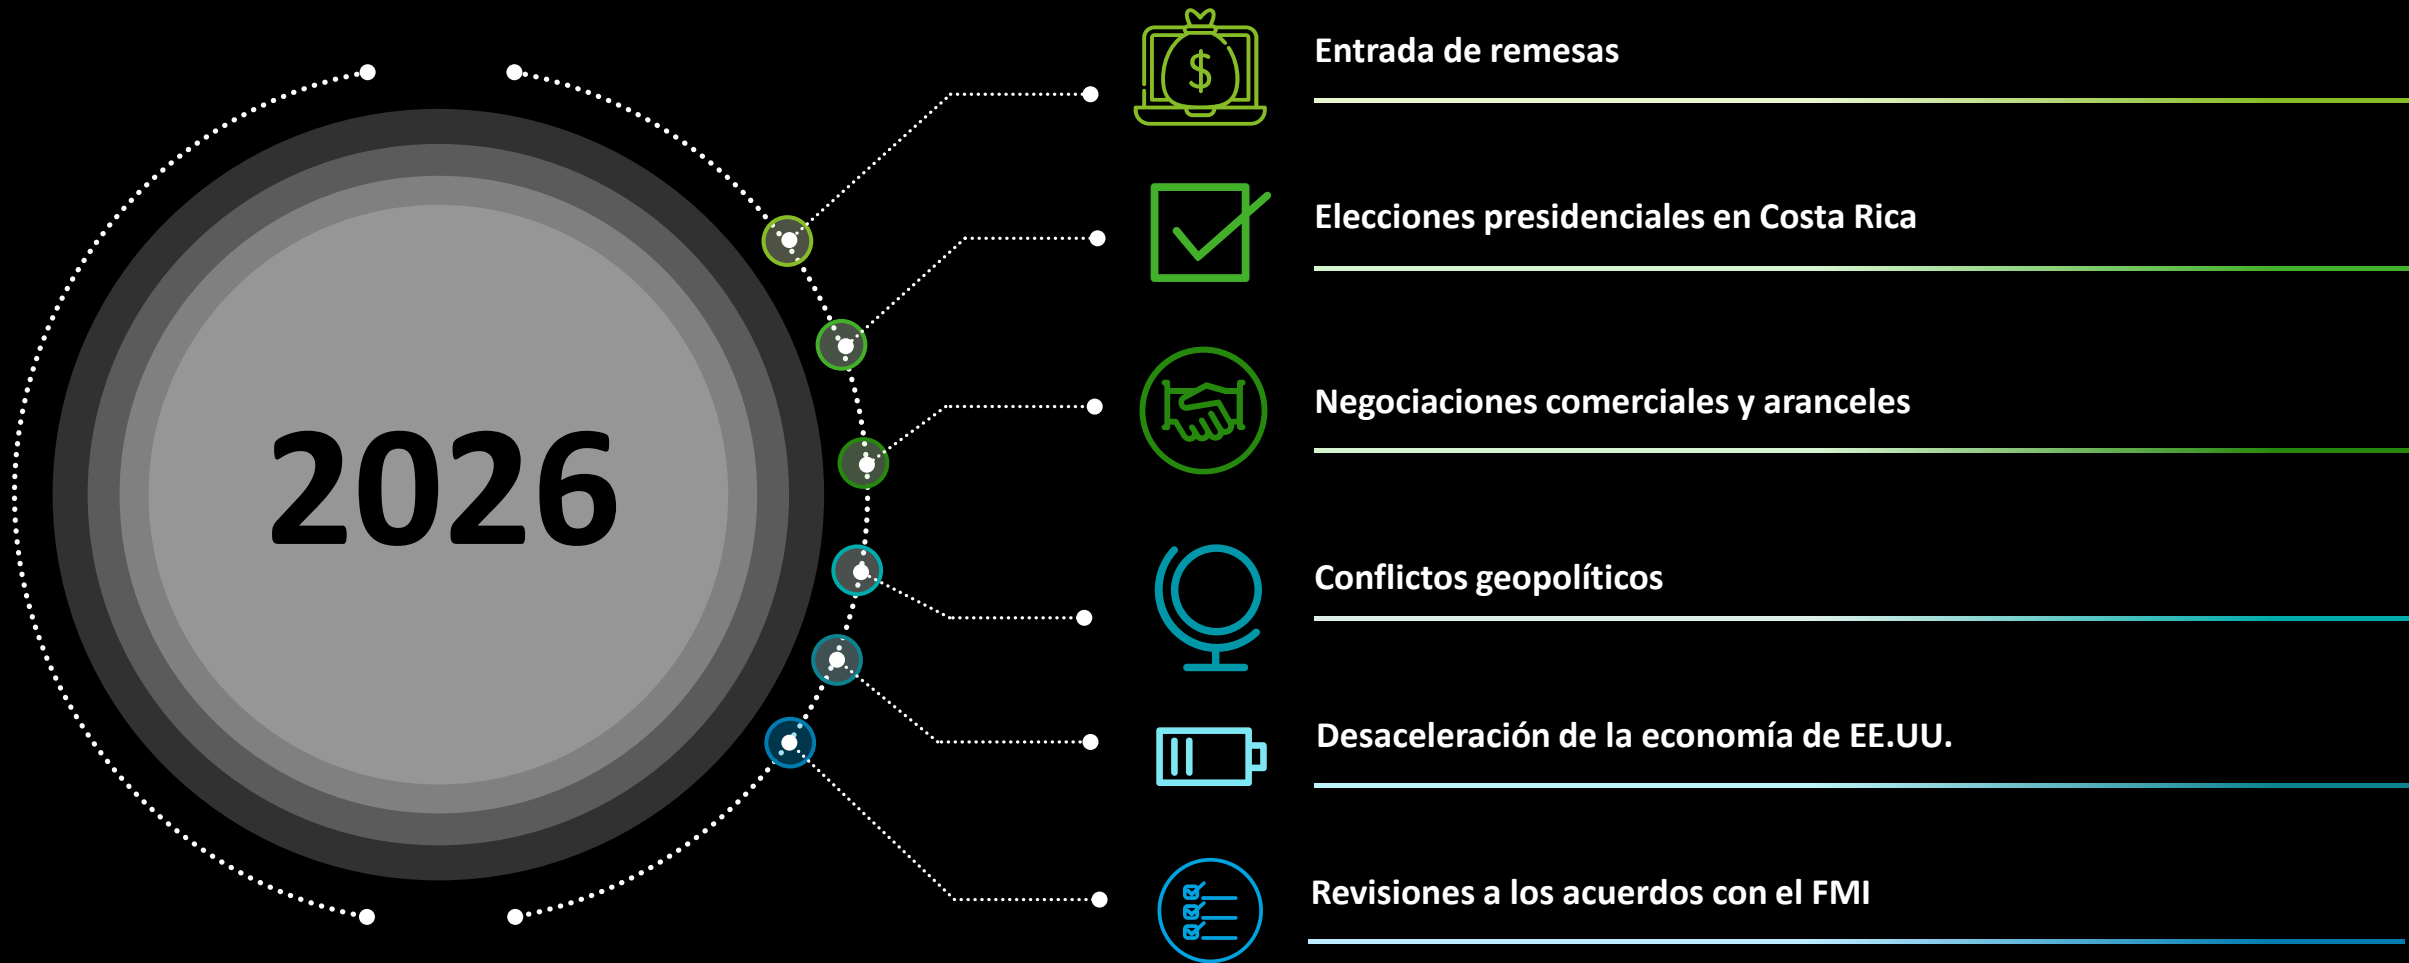 2026
Entrada de remesas
Elecciones presidenciales en Costa Rica
Negociaciones comerciales y aranceles
Conflictos geopolíticos
Desaceleración de la economía de EE.UU.
Revisiones a los acuerdos con el FMI